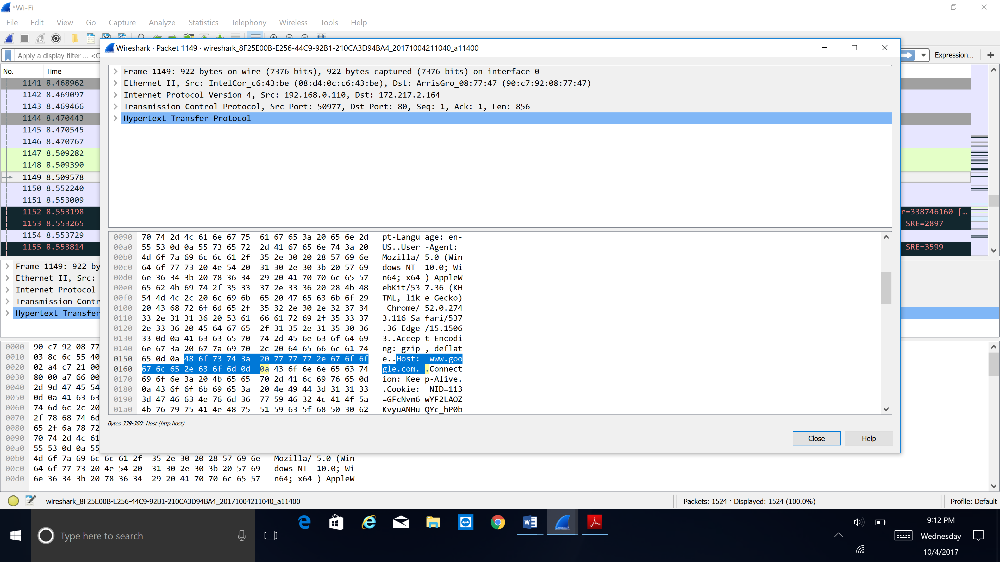 *Wi-Fi
File Edit View Go Capture Analyze Statistics Telephony Wireless Tools Help
Wireshark · Packet 1149 · wireshark_8F25E00B-E256-44C9-92B1-210CA3D94BA4_20171004211040_a11400
Apply a display filter ... <C
Expression...
No. Time
1141 8.468962
1142 8.469097
1143 8.469466
1144 8.470443
1145 8.470545
1146 8.470767
1147 8.509282
1148 8.509390
1149 8.509578
1150 8.552240
1151 8.553009
1152 8.553198 r=338746160 […
1153 8.553265 SRE=2897
1154 8.553729
1155 8.553814 SRE=3599
Frame 1149: 922 bytes on wire (7376 bits), 922 bytes captured (7376 bits) on interface 0
Ethernet II, Src: IntelCor_c6:43:be (08:d4:0c:c6:43:be), Dst: ArrisGro_08:77:47 (90:c7:92:08:77:47)
Internet Protocol Version 4, Src: 192.168.0.110, Dst: 172.217.2.164
Transmission Control Protocol, Src Port: 50977, Dst Port: 80, Seq: 1, Ack: 1, Len: 856
Hypertext Transfer Protocol
0090 70 74 2d 4c 61 6e 67 75 61 67 65 3a 20 65 6e 2d pt-Langu age: en-
00a0 55 53 0d 0a 55 73 65 72 2d 41 67 65 6e 74 3a 20 US..User -Agent:
00b0 4d 6f 7a 69 6c 6c 61 2f 35 2e 30 20 28 57 69 6e Mozilla/ 5.0 (Win
00c0 64 6f 77 73 20 4e 54 20 31 30 2e 30 3b 20 57 69 dows NT 10.0; Wi
00d0 6e 36 34 3b 20 78 36 34 29 20 41 70 70 6c 65 57 n64; x64 ) AppleW
00e0 65 62 4b 69 74 2f 35 33 37 2e 33 36 20 28 4b 48 ebKit/53 7.36 (KH
00f0 54 4d 4c 2c 20 6c 69 6b 65 20 47 65 63 6b 6f 29 TML, lik e Gecko)
0100 20 43 68 72 6f 6d 65 2f 35 32 2e 30 2e 32 37 34 Chrome/ 52.0.274
0110 33 2e 31 31 36 20 53 61 66 61 72 69 2f 35 33 37 3.116 Sa fari/537
0120 2e 33 36 20 45 64 67 65 2f 31 35 2e 31 35 30 36 .36 Edge /15.1506
0130 33 0d 0a 41 63 63 65 70 74 2d 45 6e 63 6f 64 69 3..Accep t-Encodi
0140 6e 67 3a 20 67 7a 69 70 2c 20 64 65 66 6c 61 74 ng: gzip , deflat
0150 65 0d 0a 48 6f 73 74 3a 20 77 77 77 2e 67 6f 6f e..Host: www.goo
0160 67 6c 65 2e 63 6f 6d 0d 0a 43 6f 6e 6e 65 63 74 gle.com. .Connect
0170 69 6f 6e 3a 20 4b 65 65 70 2d 41 6c 69 76 65 0d ion: Kee p-Alive.
0180 0a 43 6f 6f 6b 69 65 3a 20 4e 49 44 3d 31 31 33 .Cookie: NID=113
0190 3d 47 46 63 4e 76 6d 36 77 59 46 32 4c 41 4f 5a =GFcNvm6 wYF2LAOZ
01a0 4b 76 79 75 41 4e 48 75 51 59 63 5f 68 50 30 62 KvyuANHu QYc_hP0b
Bytes 339-360: Host (http.host)
Close Help
Frame 1149: 922 by
Ethernet II, Src:
Internet Protocol
Transmission Contr
Hypertext Transfer
0000 90 c7 92 08 77
0010 03 8c 6c 55 40
0020 02 a4 c7 21 00
0030 80 00 a7 66 00
0040 2d 9d 47 45 54
0050 0d 0a 41 63 63
0060 74 6d 6c 2c 20
0070 2f 78 68 74 6d
0080 65 2f 6a 78 72
0090 70 74 2d 4c 61
00a0 55 53 0d 0a 55
00b0 4d 6f 7a 69 6c 6c 61 2f 35 2e 30 20 28 57 69 6e Mozilla/ 5.0 (Win
00c0 64 6f 77 73 20 4e 54 20 31 30 2e 30 3b 20 57 69 dows NT 10.0; Wi
00d0 6e 36 34 3b 20 78 36 34 29 20 41 70 70 6c 65 57 n64; x64 ) AppleW
wireshark_8F25E00B-E256-44C9-92B1-210CA3D94BA4_20171004211040_a11400
Packets: 1524 · Displayed: 1524 (100.0%)
Profile: Default
Type here to search
9:12 PM
Wednesday
10/4/2017